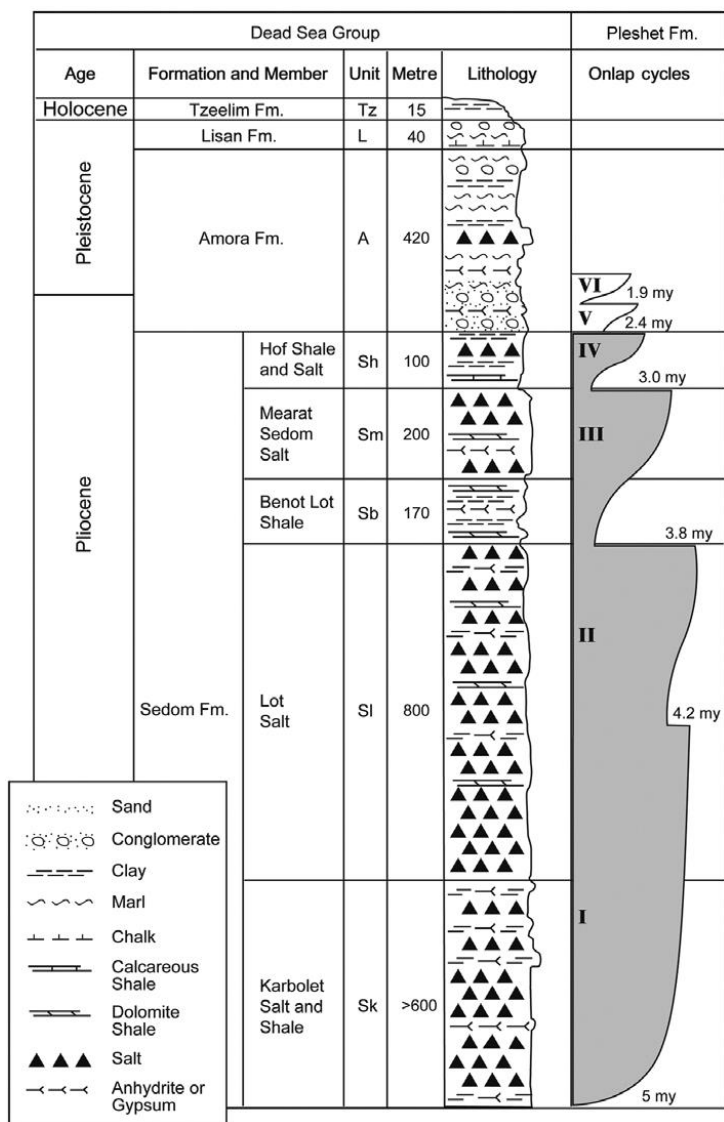 Dead Sea Group
Pleshet Fm.
Age
Formation and Member
Unit
Metre
Lithology
Onlap cycles
Holocene
Tzeelim Fm.
Tz
15
Lisan Fm.
L
40
Pleistocene
Amora Fm.
A
420
VI
1.9 my
V
2.4 my
Pliocene
Sedom Fm.
Hof Shale
and Salt
Sh
100
IV
3.0 my
Mearat
Sedom
Salt
Sm
200
III
Benot Lot
Shale
Sb
170
3.8 my
Lot
Salt
Sl
800
II
4.2 my
Karbolet
Salt and
Shale
Sk
>600
I
5 my
Sand
Conglomerate
Clay
Marl
Chalk
Calcareous
Shale
Dolomite
Shale
Salt
Anhydrite or
Gypsum